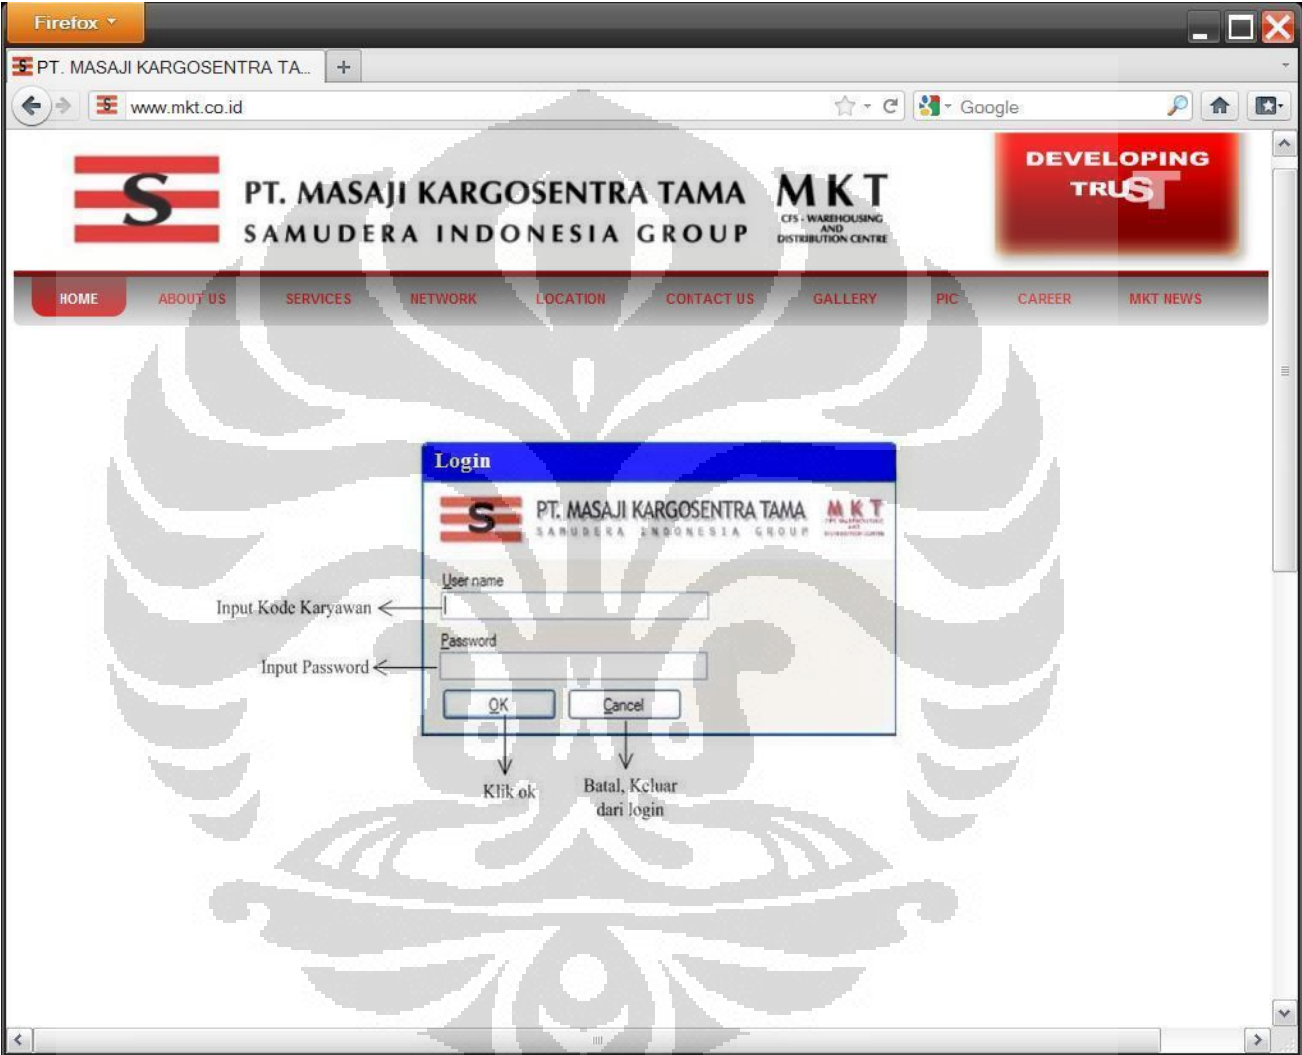 Firefox
PT. MASAJI KARGOSENTRA TA...
www.mkt.co.id
Google
S
PT. MASAJI KARGOSENTRA TAMA
SAMUDERA INDONESIA GROUP
MKT
CFS - WAREHOUSING
AND
DISTRIBUTION CENTRE
DEVELOPING
TRUST
HOME ABOUT US SERVICES NETWORK LOCATION CONTACT US GALLERY PIC CAREER MKT NEWS
Login
S
PT. MASAJI KARGOSENTRA TAMA
SAMUDERA INDONESIA GROUP
MKT
User name
Input Kode Karyawan
Password
Input Password
OK Cancel
Klik ok
Batal, Keluar
dari login